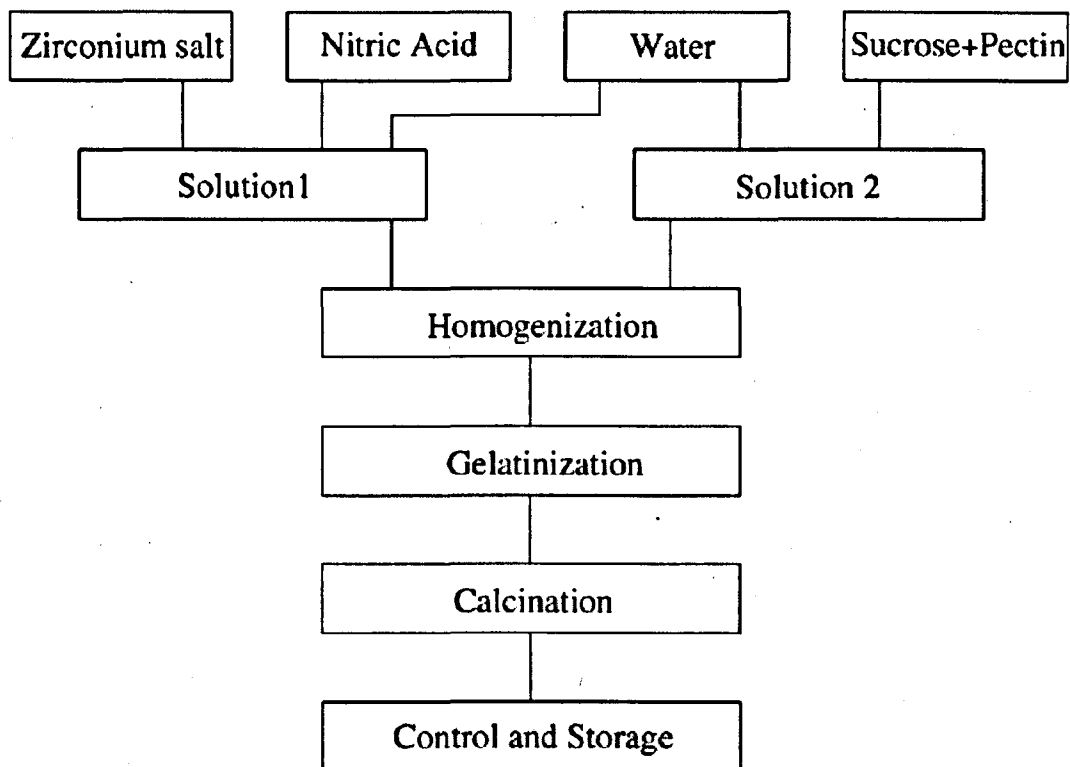 Zirconium salt
Nitric Acid
Water
Sucrose+Pectin
Solution1
Solution 2
Homogenization
Gelatinization
Calcination
Control and Storage